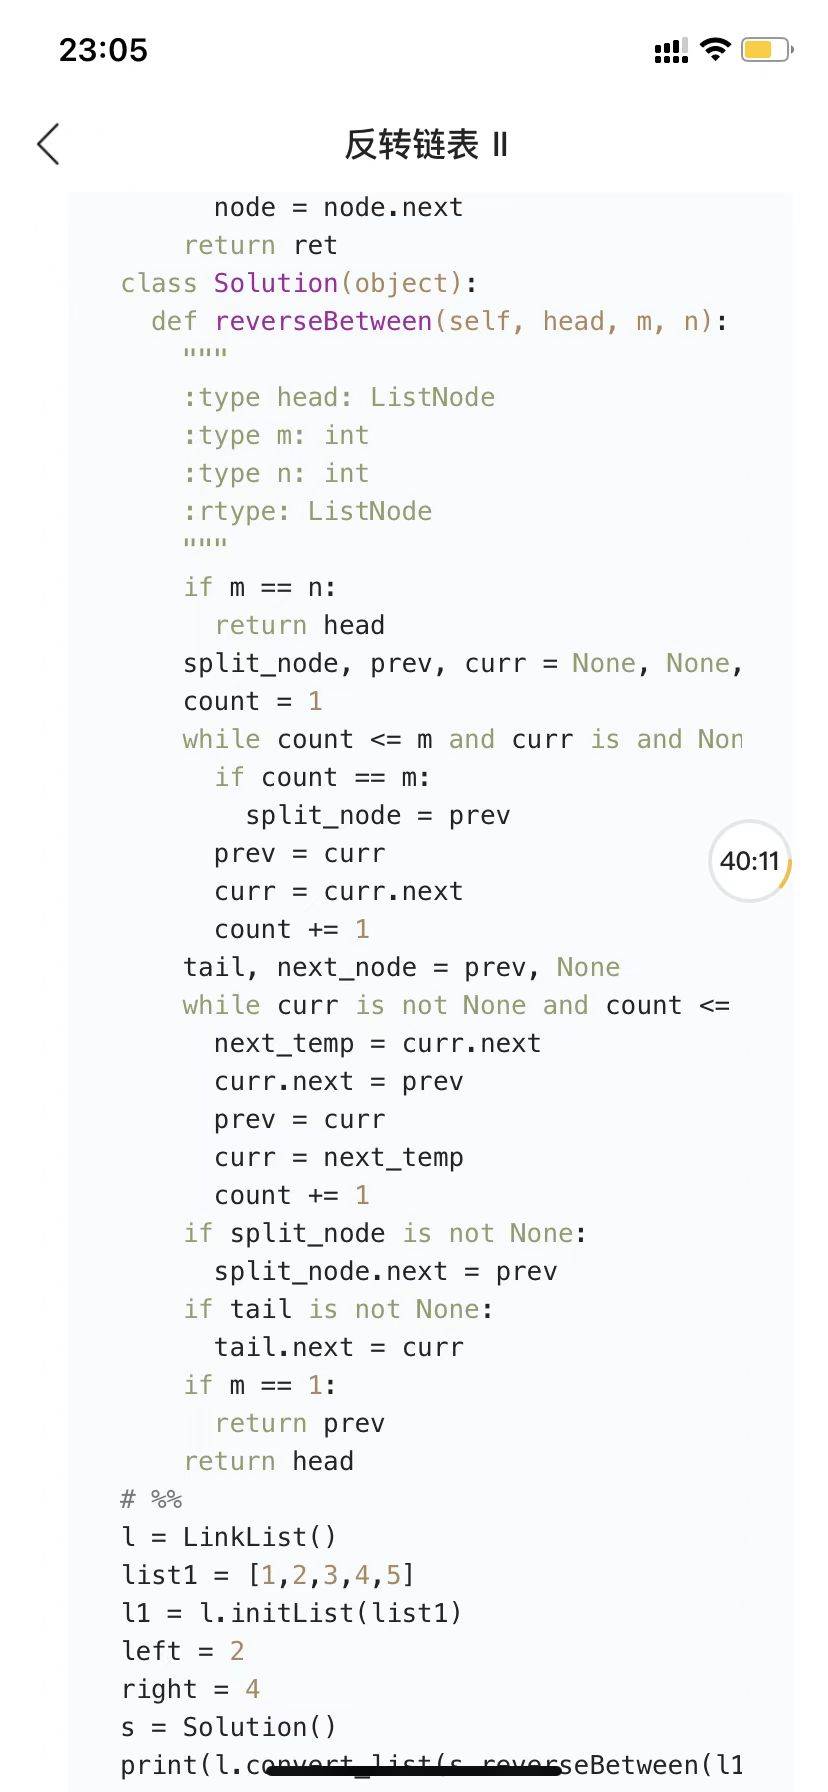 23:05
反转链表 II
node = node.next
return ret
class Solution(object):
def reverseBetween(self, head, m, n):
"""
:type head: ListNode
:type m: int
:type n: int
:rtype: ListNode
"""
if m == n:
return head
split_node, prev, curr = None, None,
count = 1
while count <= m and curr is and Non
if count == m:
split_node = prev
prev = curr
40:11
curr = curr.next
count += 1
tail, next_node = prev, None
while curr is not None and count <=
next_temp = curr.next
curr.next = prev
prev = curr
curr = next_temp
count += 1
if split_node is not None:
split_node.next = prev
if tail is not None:
tail.next = curr
if m == 1:
return prev
return head
# %%
l = LinkList()
list1 = [1,2,3,4,5]
l1 = l.initList(list1)
left = 2
right = 4
s = Solution()
print(l.convert_list(s.reverseBetween(l1